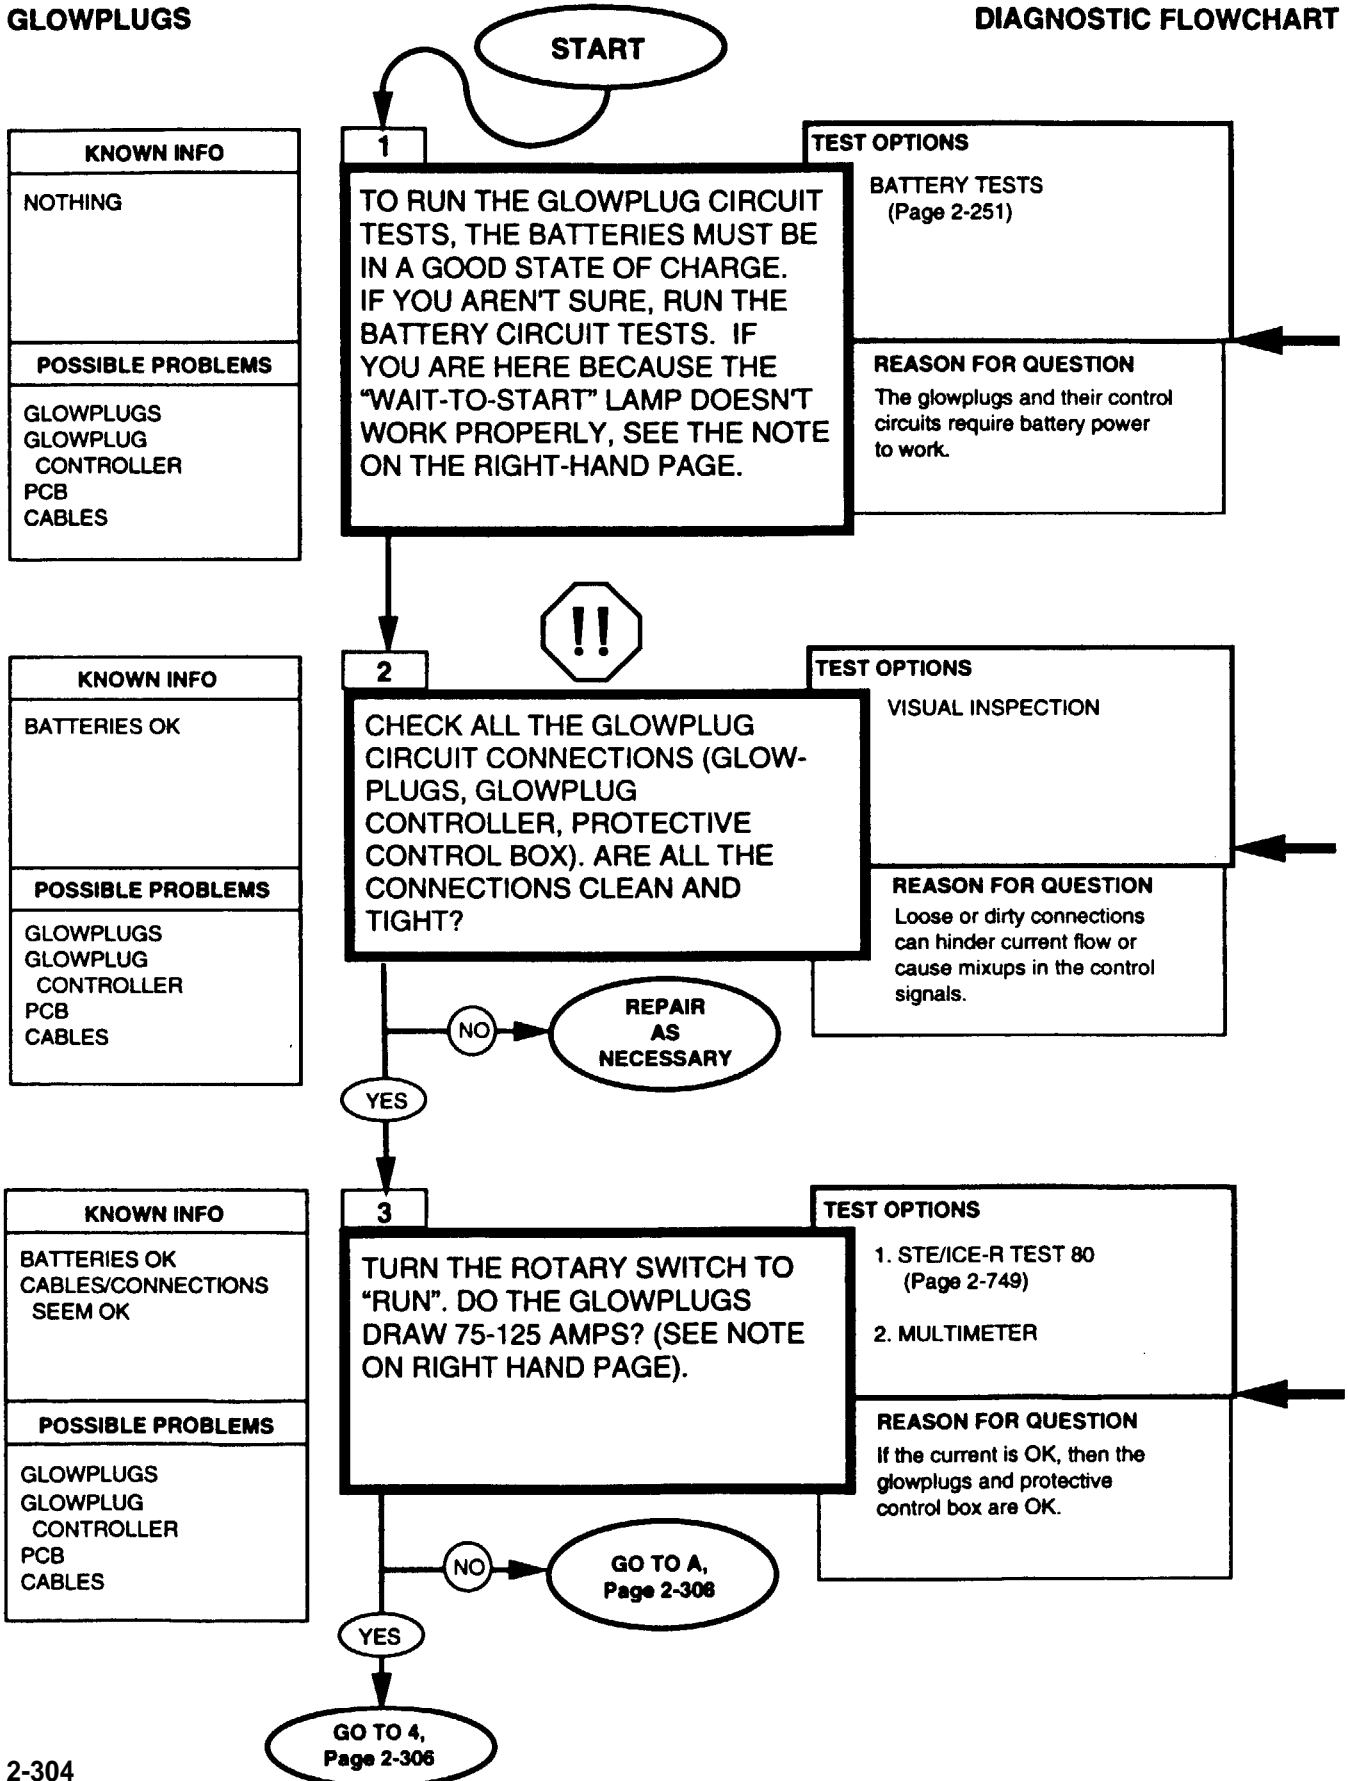 GLOWPLUGS
DIAGNOSTIC FLOWCHART
START
KNOWN INFO
NOTHING
POSSIBLE PROBLEMS
GLOWPLUGS
GLOWPLUG
CONTROLLER
PCB
CABLES
1
TO RUN THE GLOWPLUG CIRCUIT
TESTS, THE BATTERIES MUST BE
IN A GOOD STATE OF CHARGE.
IF YOU AREN'T SURE, RUN THE
BATTERY CIRCUIT TESTS. IF
YOU ARE HERE BECAUSE THE
"WAIT-TO-START" LAMP DOESN'T
WORK PROPERLY, SEE THE NOTE
ON THE RIGHT-HAND PAGE.
TEST OPTIONS
BATTERY TESTS
(Page 2-251)
REASON FOR QUESTION
The glowplugs and their control
circuits require battery power
to work.
!!
KNOWN INFO
BATTERIES OK
POSSIBLE PROBLEMS
GLOWPLUGS
GLOWPLUG
CONTROLLER
PCB
CABLES
2
CHECK ALL THE GLOWPLUG
CIRCUIT CONNECTIONS (GLOW-
PLUGS, GLOWPLUG
CONTROLLER, PROTECTIVE
CONTROL BOX). ARE ALL THE
CONNECTIONS CLEAN AND
TIGHT?
TEST OPTIONS
VISUAL INSPECTION
REASON FOR QUESTION
Loose or dirty connections
can hinder current flow or
cause mixups in the control
signals.
NO
REPAIR
AS
NECESSARY
YES
KNOWN INFO
BATTERIES OK
CABLES/CONNECTIONS
SEEM OK
POSSIBLE PROBLEMS
GLOWPLUGS
GLOWPLUG
CONTROLLER
PCB
CABLES
3
TURN THE ROTARY SWITCH TO
"RUN". DO THE GLOWPLUGS
DRAW 75-125 AMPS? (SEE NOTE
ON RIGHT HAND PAGE).
TEST OPTIONS
1. STE/ICE-R TEST 80
(Page 2-749)
2. MULTIMETER
REASON FOR QUESTION
If the current is OK, then the
glowplugs and protective
control box are OK.
NO
GO TO A,
Page 2-308
YES
GO TO 4,
Page 2-306
2-304